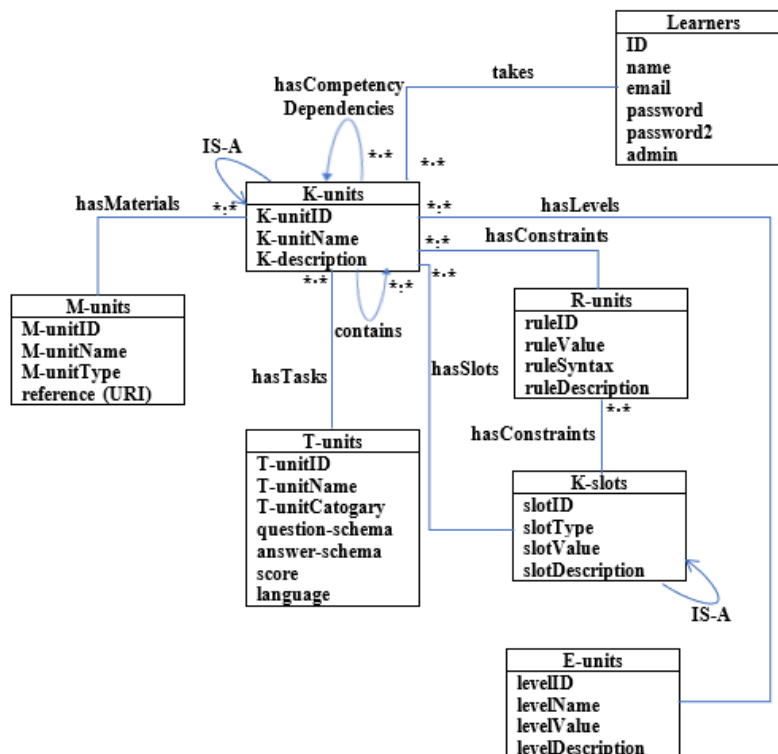 Learners
ID
name
email
password
password2
admin
takes
hasCompetency
Dependencies
*.*
*.*
IS-A
K-units
K-unitID
K-unitName
K-description
hasMaterials
*:*
*:*
hasLevels
*:*
hasConstraints
*.*
*.*
*:*
contains
M-units
M-unitID
M-unitName
M-unitType
reference (URI)
R-units
ruleID
ruleValue
ruleSyntax
ruleDescription
*.*
hasTasks
hasSlots
hasConstraints
T-units
T-unitID
T-unitName
T-unitCatogary
question-schema
answer-schema
score
language
K-slots
slotID
slotType
slotValue
slotDescription
IS-A
E-units
levelID
levelName
levelValue
levelDescription